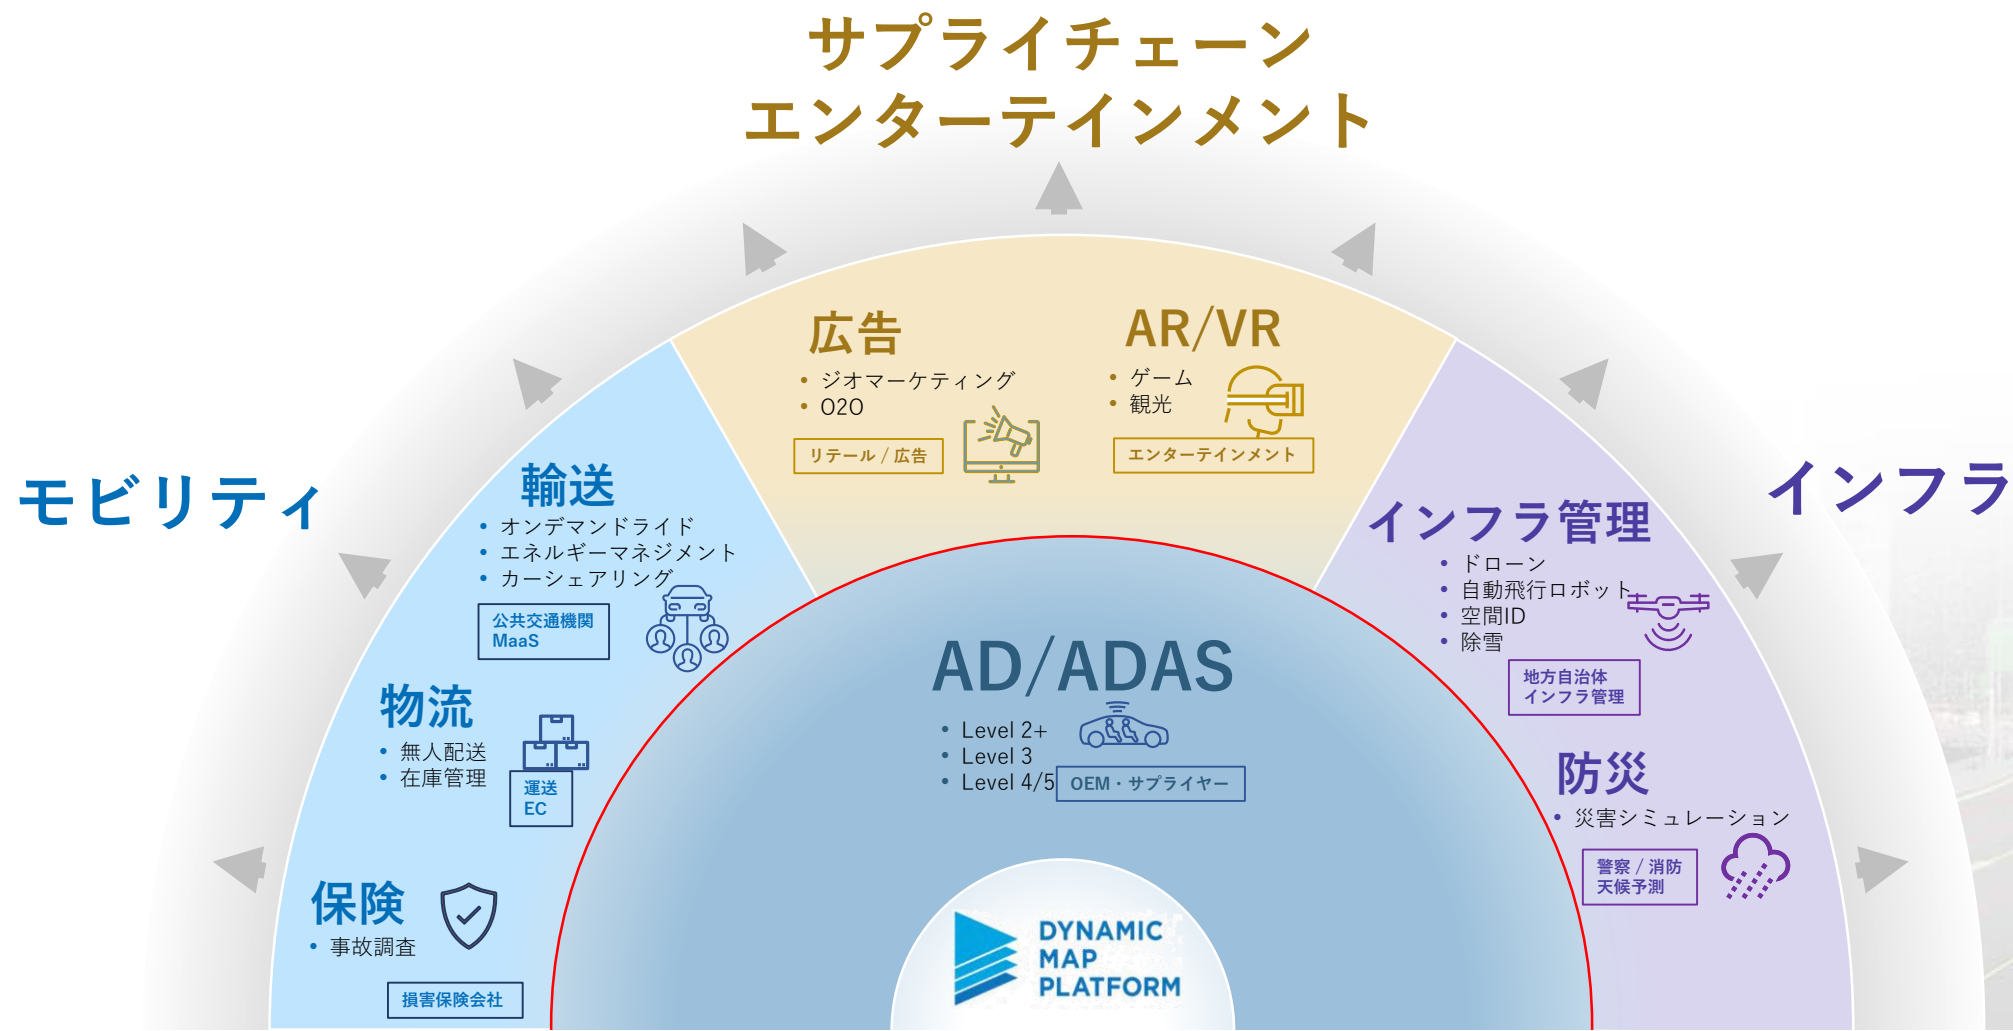 サプライチェーン
エンターテインメント
モビリティ
インフラ
広告
• ジオマーケティング
• O2O
リテール / 広告
AR/VR
• ゲーム
• 観光
エンターテインメント
輸送
• オンデマンドライド
• エネルギーマネジメント
• カーシェアリング
公共交通機関
MaaS
物流
• 無人配送
• 在庫管理
運送
EC
保険
• 事故調査
損害保険会社
インフラ管理
• ドローン
• 自動飛行ロボット
• 空間ID
• 除雪
地方自治体
インフラ管理
防災
• 災害シミュレーション
警察 / 消防
天候予測
AD/ADAS
• Level 2+
• Level 3
• Level 4/5
OEM・サプライヤー
DYNAMIC
MAP
PLATFORM